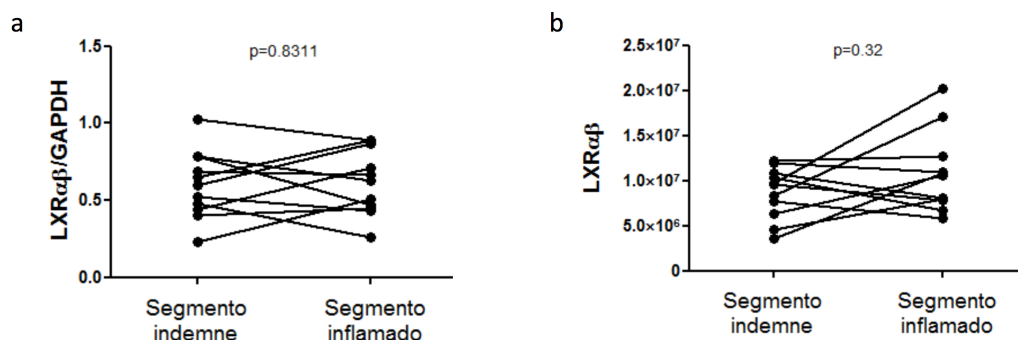 a
p=0.8311
LXRαβ/GAPDH
1.5
1.0
0.5
0.0
Segmento
indemne
Segmento
inflamado
b
p=0.32
LXRαβ
2.5×10⁷
2.0×10⁷
1.5×10⁷
1.0×10⁷
5.0×10⁶
0
Segmento
indemne
Segmento
inflamado